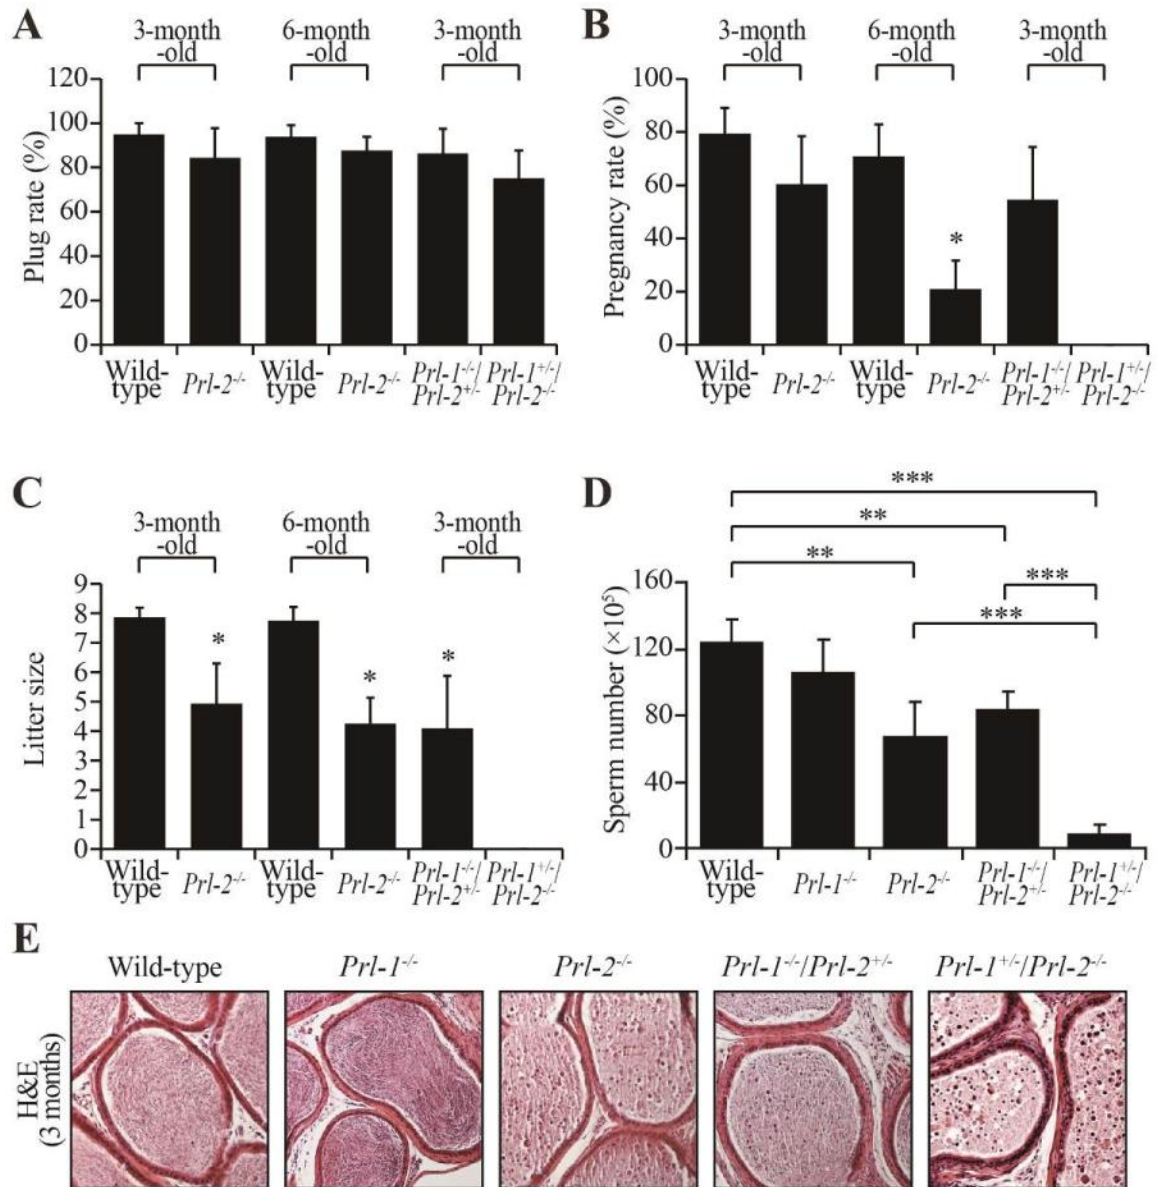 A
3-month
-old
6-month
-old
3-month
-old
Plug rate (%)
120
100
80
60
40
20
0
Wild-
type
Prl-2-/-
Wild-
type
Prl-2-/-
Prl-1-/-/
Prl-2+/-
Prl-1+/-/
Prl-2-/-
B
3-month
-old
6-month
-old
3-month
-old
Pregnancy rate (%)
100
80
60
40
20
0
*
Wild-
type
Prl-2-/-
Wild-
type
Prl-2-/-
Prl-1-/-/
Prl-2+/-
Prl-1+/-/
Prl-2-/-
C
3-month
-old
6-month
-old
3-month
-old
Litter size
9
8
7
6
5
4
3
2
1
0
*
*
*
Wild-
type
Prl-2-/-
Wild-
type
Prl-2-/-
Prl-1-/-/
Prl-2+/-
Prl-1+/-/
Prl-2-/-
D
***
**
**
***
***
Sperm number (×10⁵)
160
120
80
40
0
Wild-
type
Prl-1-/-
Prl-2-/-
Prl-1-/-/
Prl-2+/-
Prl-1+/-/
Prl-2-/-
E
Wild-type
Prl-1-/-
Prl-2-/-
Prl-1-/-/Prl-2+/-
Prl-1+/-/Prl-2-/-
H&E
(3 months)